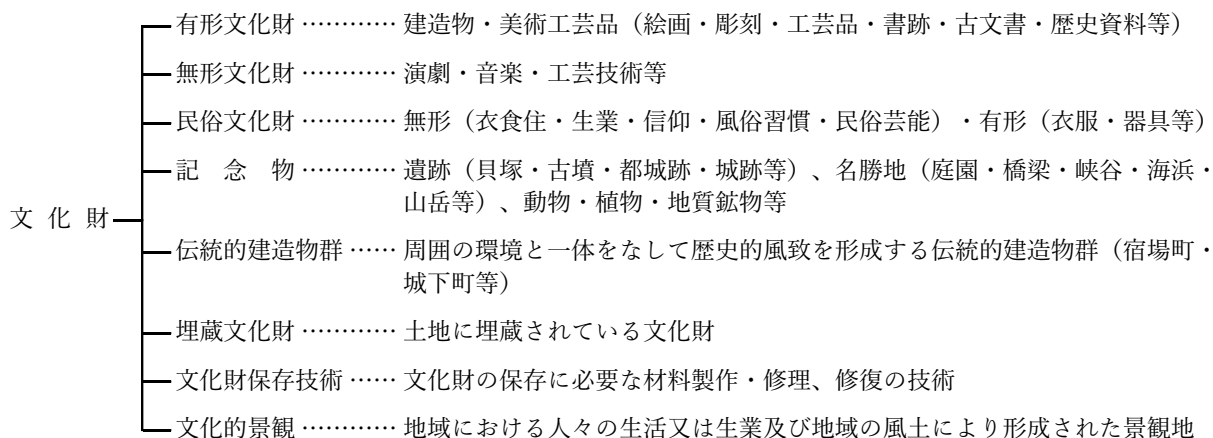 有形文化財 ………… 建造物・美術工芸品（絵画・彫刻・工芸品・書跡・古文書・歴史資料等）
無形文化財 ………… 演劇・音楽・工芸技術等
民俗文化財 ………… 無形（衣食住・生業・信仰・風俗習慣・民俗芸能）・有形（衣服・器具等）
記　念　物 ………… 遺跡（貝塚・古墳・都城跡・城跡等）、名勝地（庭園・橋梁・峡谷・海浜・
山岳等）、動物・植物・地質鉱物等
文 化 財
伝統的建造物群 …… 周囲の環境と一体をなして歴史的風致を形成する伝統的建造物群（宿場町・
城下町等）
埋蔵文化財 ………… 土地に埋蔵されている文化財
文化財保存技術 …… 文化財の保存に必要な材料製作・修理、修復の技術
文化的景観 ………… 地域における人々の生活又は生業及び地域の風土により形成された景観地